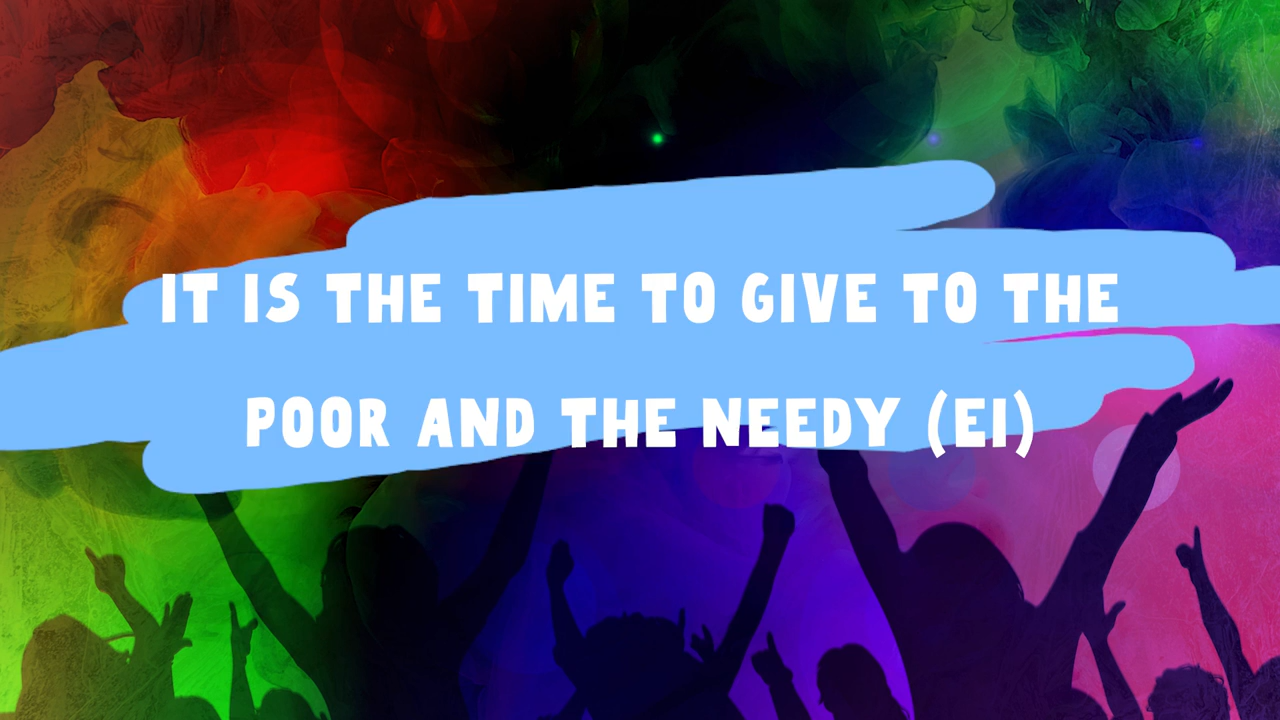 IT IS THE TIME TO GIVE TO THE
POOR AND THE NEEDY (EI)